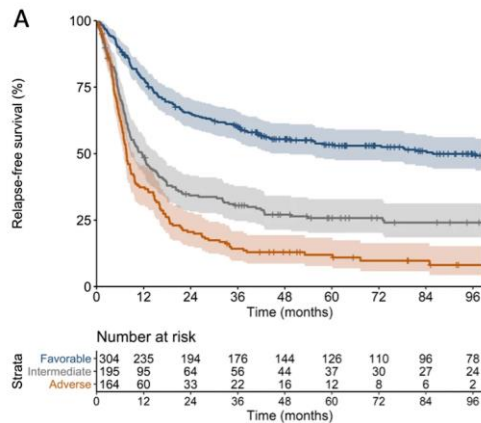 A
Relapse-free survival (%)
100
75
50
25
0
0 12 24 36 48 60 72 84 96
Time (months)
Number at risk
Strata
Favorable 304 235 194 176 144 126 110 96 78
Intermediate 195 95 64 56 44 37 30 27 24
Adverse 164 60 33 22 16 12 8 6 2
0 12 24 36 48 60 72 84 96
Time (months)